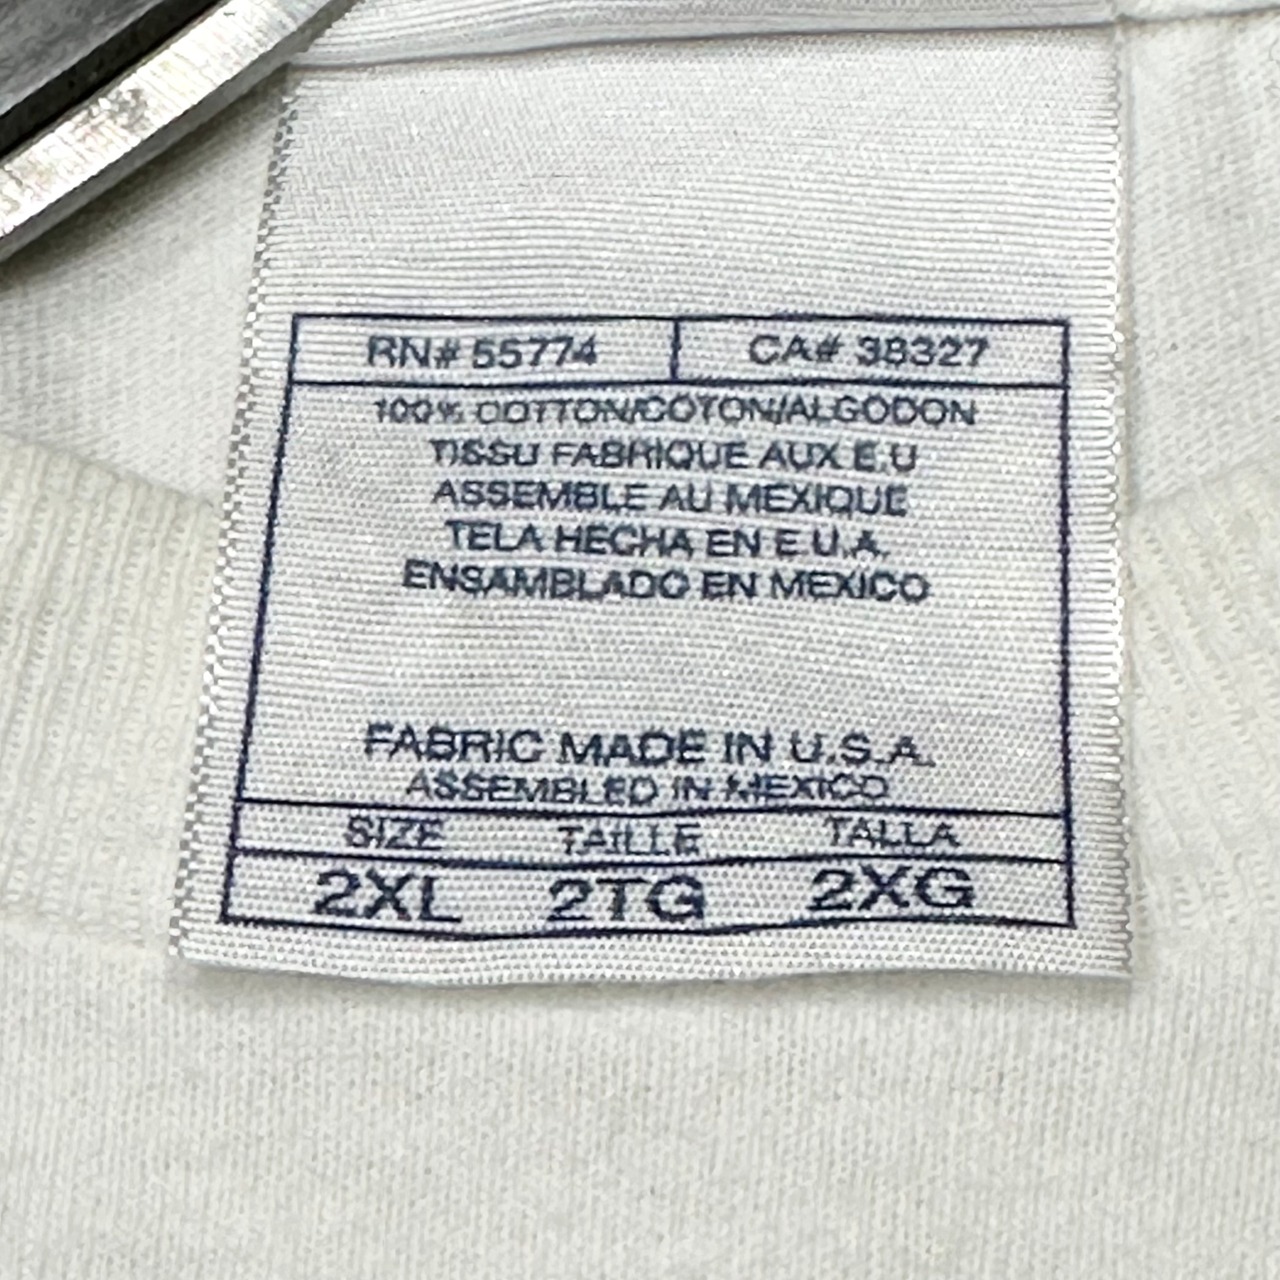 RN# 55774 CA# 38327
100% COTTON/COTON/ALGODON
TISSU FABRIQUE AUX E.U
ASSEMBLE AU MEXIQUE
TELA HECHA EN E.U.A.
ENSAMBLADO EN MEXICO
FABRIC MADE IN U.S.A.
ASSEMBLED IN MEXICO
SIZE TAILLE TALLA
2XL 2TG 2XG